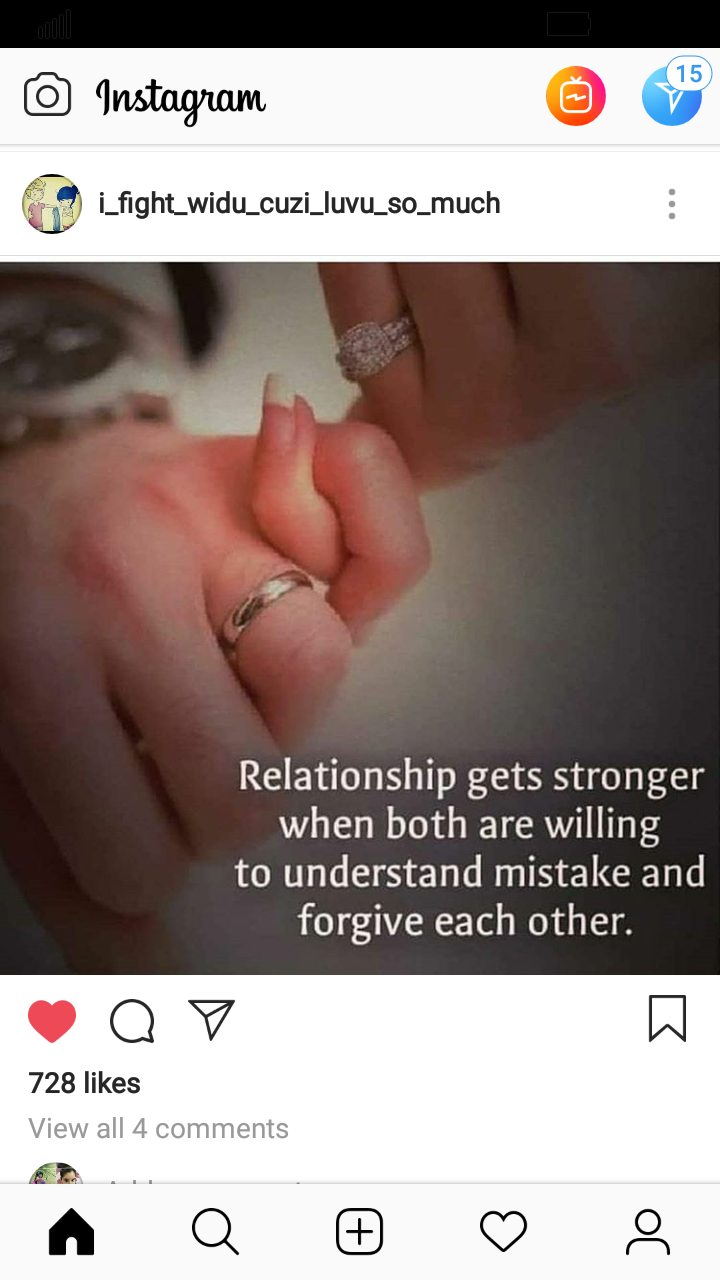 Instagram
15
i_fight_widu_cuzi_luvu_so_much
Relationship gets stronger
when both are willing
to understand mistake and
forgive each other.
728 likes
View all 4 comments